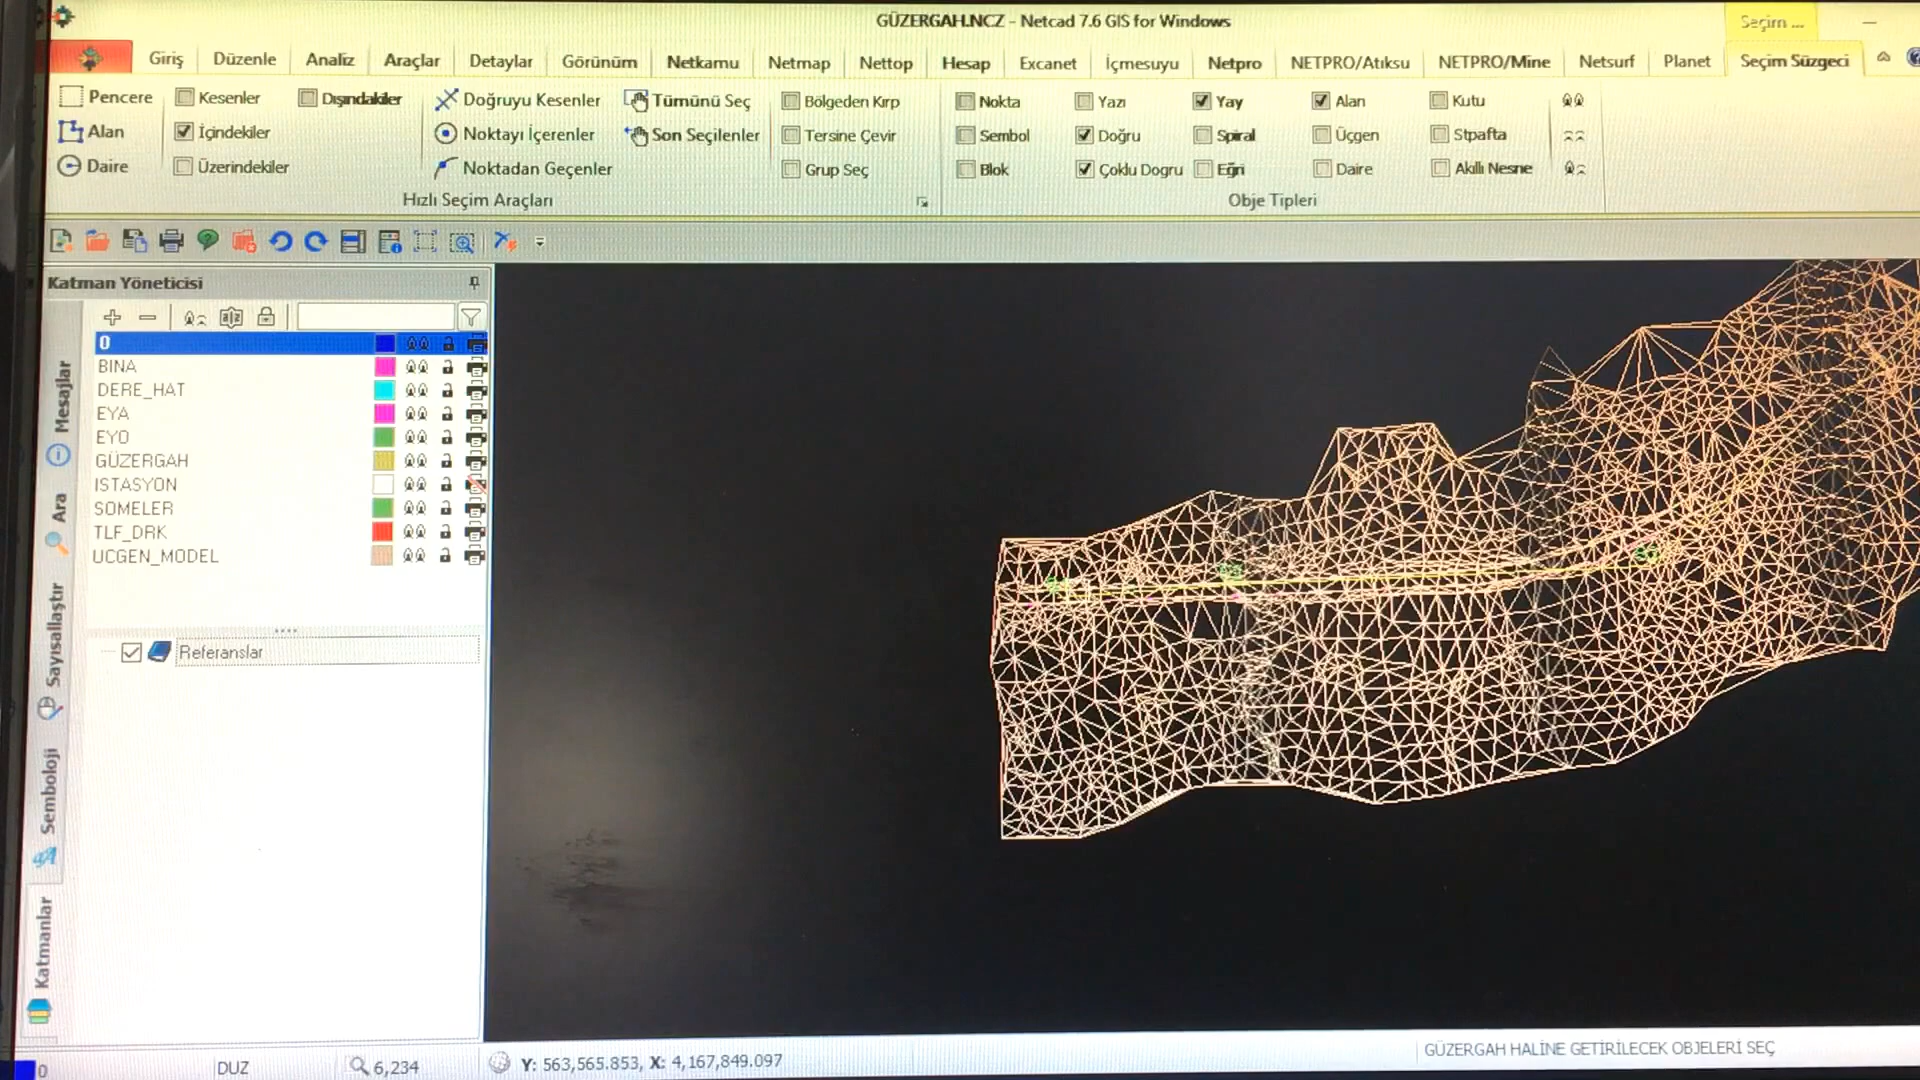 GÜZERGAH.NCZ - Netcad 7.6 GIS for Windows
Seçim ...
Giriş Düzenle Analiz Araçlar Detaylar Görünüm Netkamu Netmap Nettop Hesap Excanet İçmesuyu Netpro NETPRO/Atıksu NETPRO/Mine Netsurf Planet Seçim Süzgeci
Pencere Kesenler Dışındakiler Doğruyu Kesenler Tümünü Seç Bölgeden Kırp Nokta Yazı Yay Alan Kutu
Alan İçindekiler Noktayı İçerenler Son Seçilenler Tersine Çevir Sembol Doğru Spiral Üçgen Stpafta
Daire Üzerindekiler Noktadan Geçenler Grup Seç Blok Çoklu Dogru Eğri Daire Akıllı Nesne
Hızlı Seçim Araçları Obje Tipleri
Katman Yöneticisi
0
BINA
DERE_HAT
EYA
EYO
GÜZERGAH
ISTASYON
SOMELER
TLF_DRK
UCGEN_MODEL
Referanslar
Mesajlar
Ara
Sayısallaştır
Semboloji
Katmanlar
GÜZERGAH HALİNE GETİRİLECEK OBJELERİ SEÇ
0 DUZ 6,234 Y: 563,565.853, X: 4,167,849.097